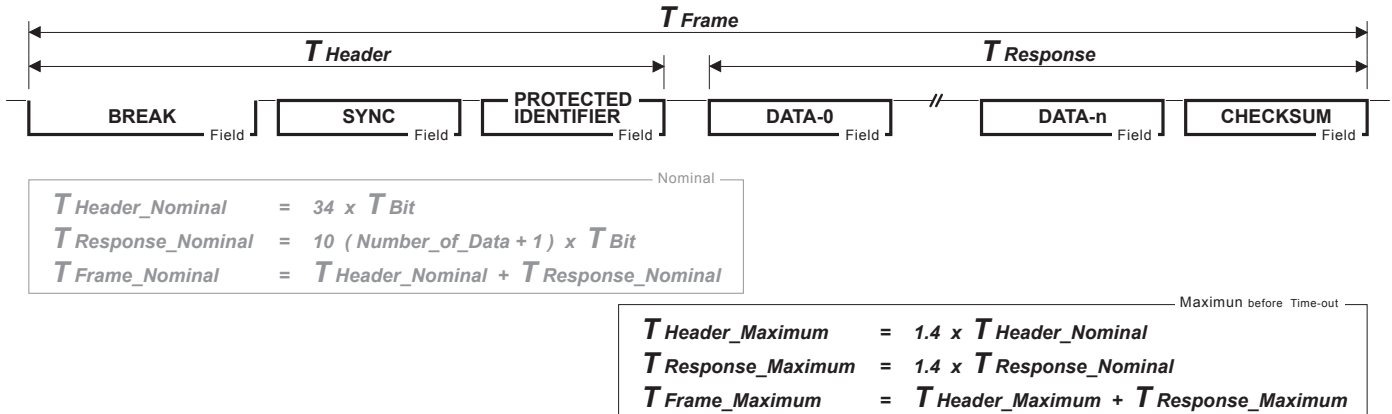 T Frame
T Header T Response
BREAK Field SYNC Field PROTECTED IDENTIFIER Field DATA-0 Field // DATA-n Field CHECKSUM Field
Nominal
T Header_Nominal = 34 x T Bit
T Response_Nominal = 10 ( Number_of_Data + 1 ) x T Bit
T Frame_Nominal = T Header_Nominal + T Response_Nominal
Maximun before Time-out
T Header_Maximum = 1.4 x T Header_Nominal
T Response_Maximum = 1.4 x T Response_Nominal
T Frame_Maximum = T Header_Maximum + T Response_Maximum